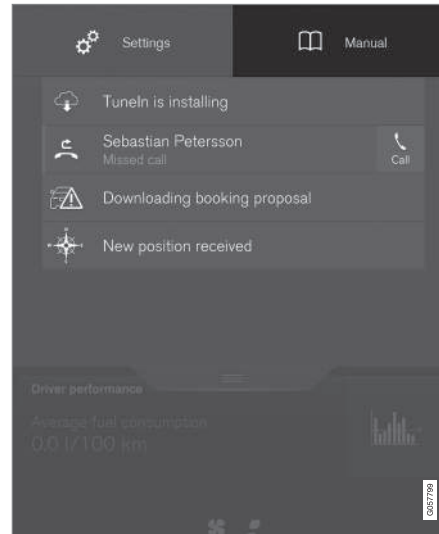 Settings
Manual
TuneIn is installing
Sebastian Petersson
Missed call
Call
Downloading booking proposal
New position received
Driver performance
Average fuel consumption
0.0 l/100 km
G057799